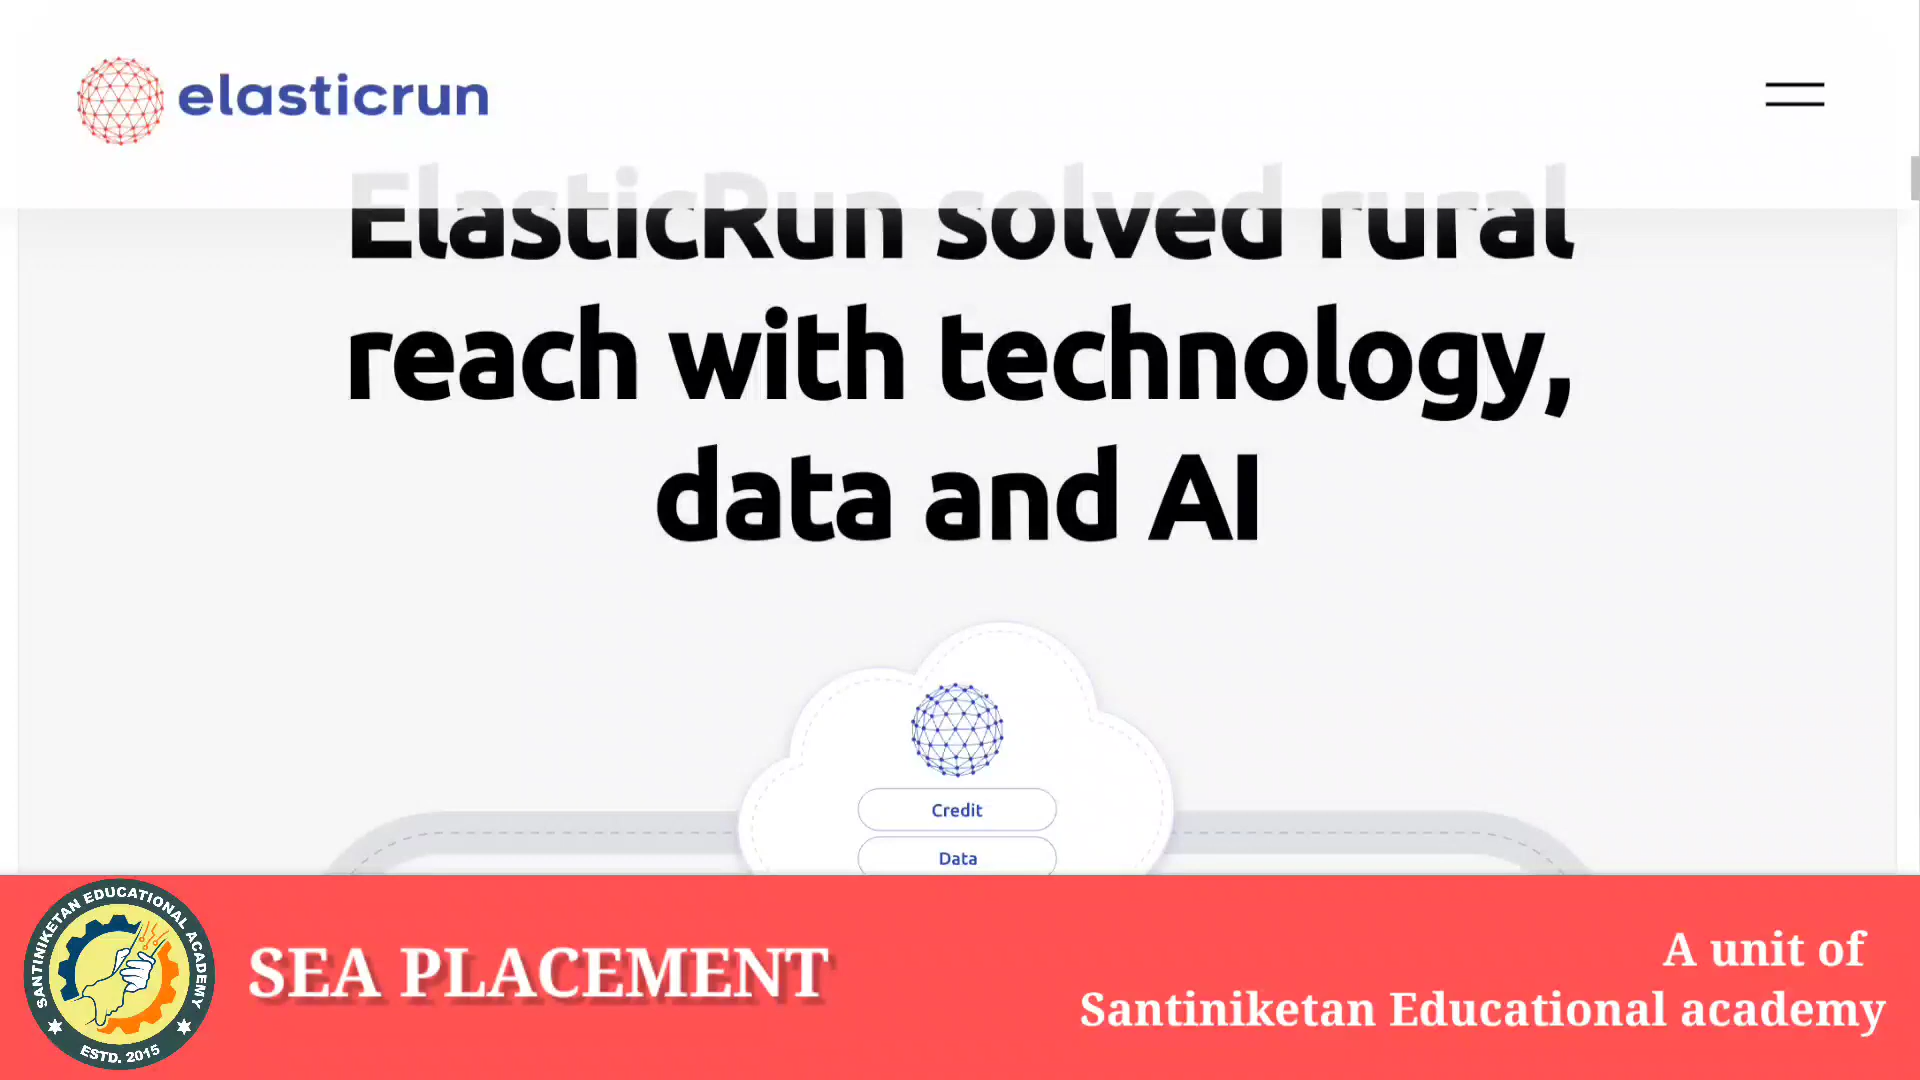 elasticrun
ElasticRun solved rural
reach with technology,
data and AI
Credit
Data
SANTINIKETAN EDUCATIONAL ACADEMY
ESTD. 2015
SEA PLACEMENT
A unit of
Santiniketan Educational academy